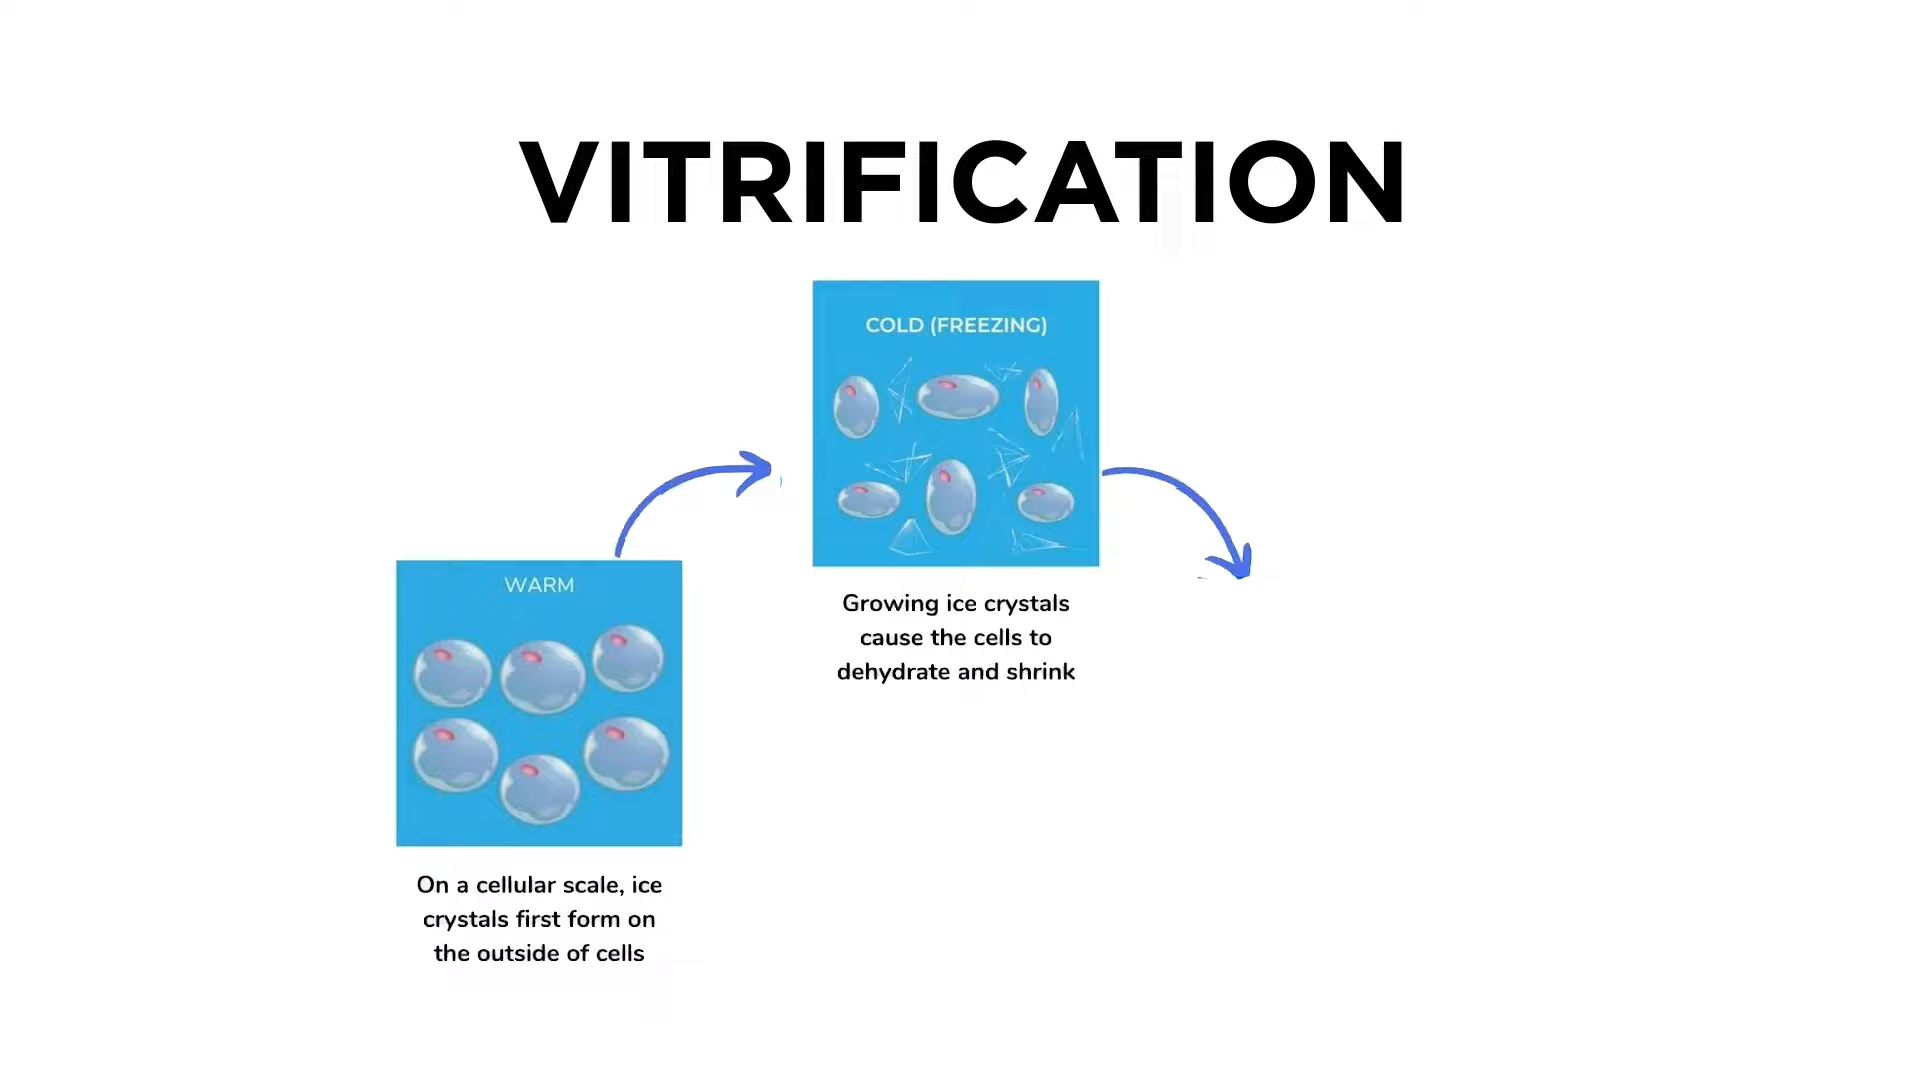 VITRIFICATION
COLD (FREEZING)
Growing ice crystals
cause the cells to
dehydrate and shrink
WARM
On a cellular scale, ice
crystals first form on
the outside of cells